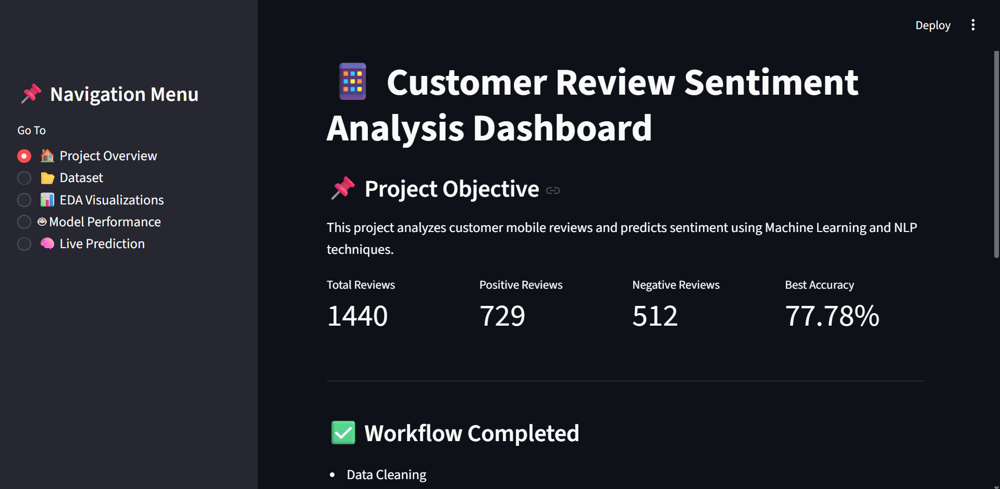 Deploy
Navigation Menu
Go To
Project Overview
Dataset
EDA Visualizations
Model Performance
Live Prediction
Customer Review Sentiment
Analysis Dashboard
Project Objective
This project analyzes customer mobile reviews and predicts sentiment using Machine Learning and NLP
techniques.
Total Reviews
1440
Positive Reviews
729
Negative Reviews
512
Best Accuracy
77.78%
Workflow Completed
Data Cleaning